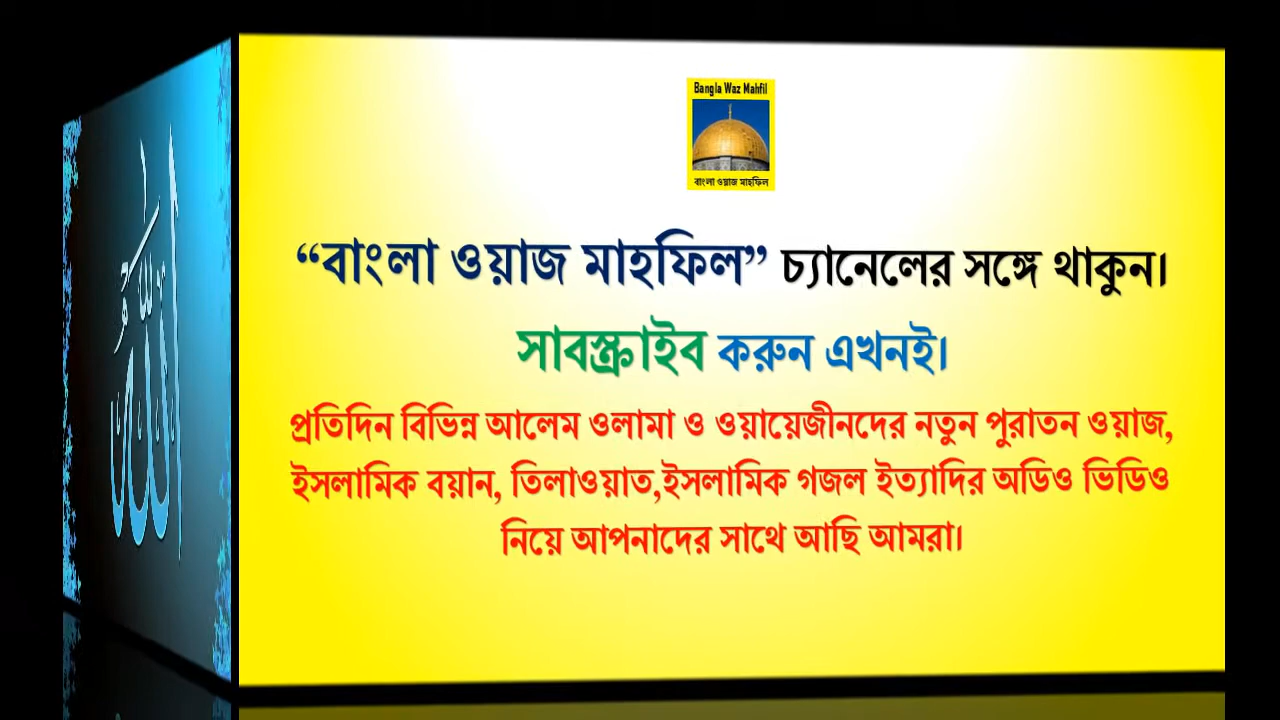 الله
Bangla Waz Mahfil
বাংলা ওয়াজ মাহফিল
“বাংলা ওয়াজ মাহফিল” চ্যানেলের সঙ্গে থাকুন।
সাবস্ক্রাইব করুন এখনই।
প্রতিদিন বিভিন্ন আলেম ওলামা ও ওয়ায়েজীনদের নতুন পুরাতন ওয়াজ,
ইসলামিক বয়ান, তিলাওয়াত,ইসলামিক গজল ইত্যাদির অডিও ভিডিও
নিয়ে আপনাদের সাথে আছি আমরা।